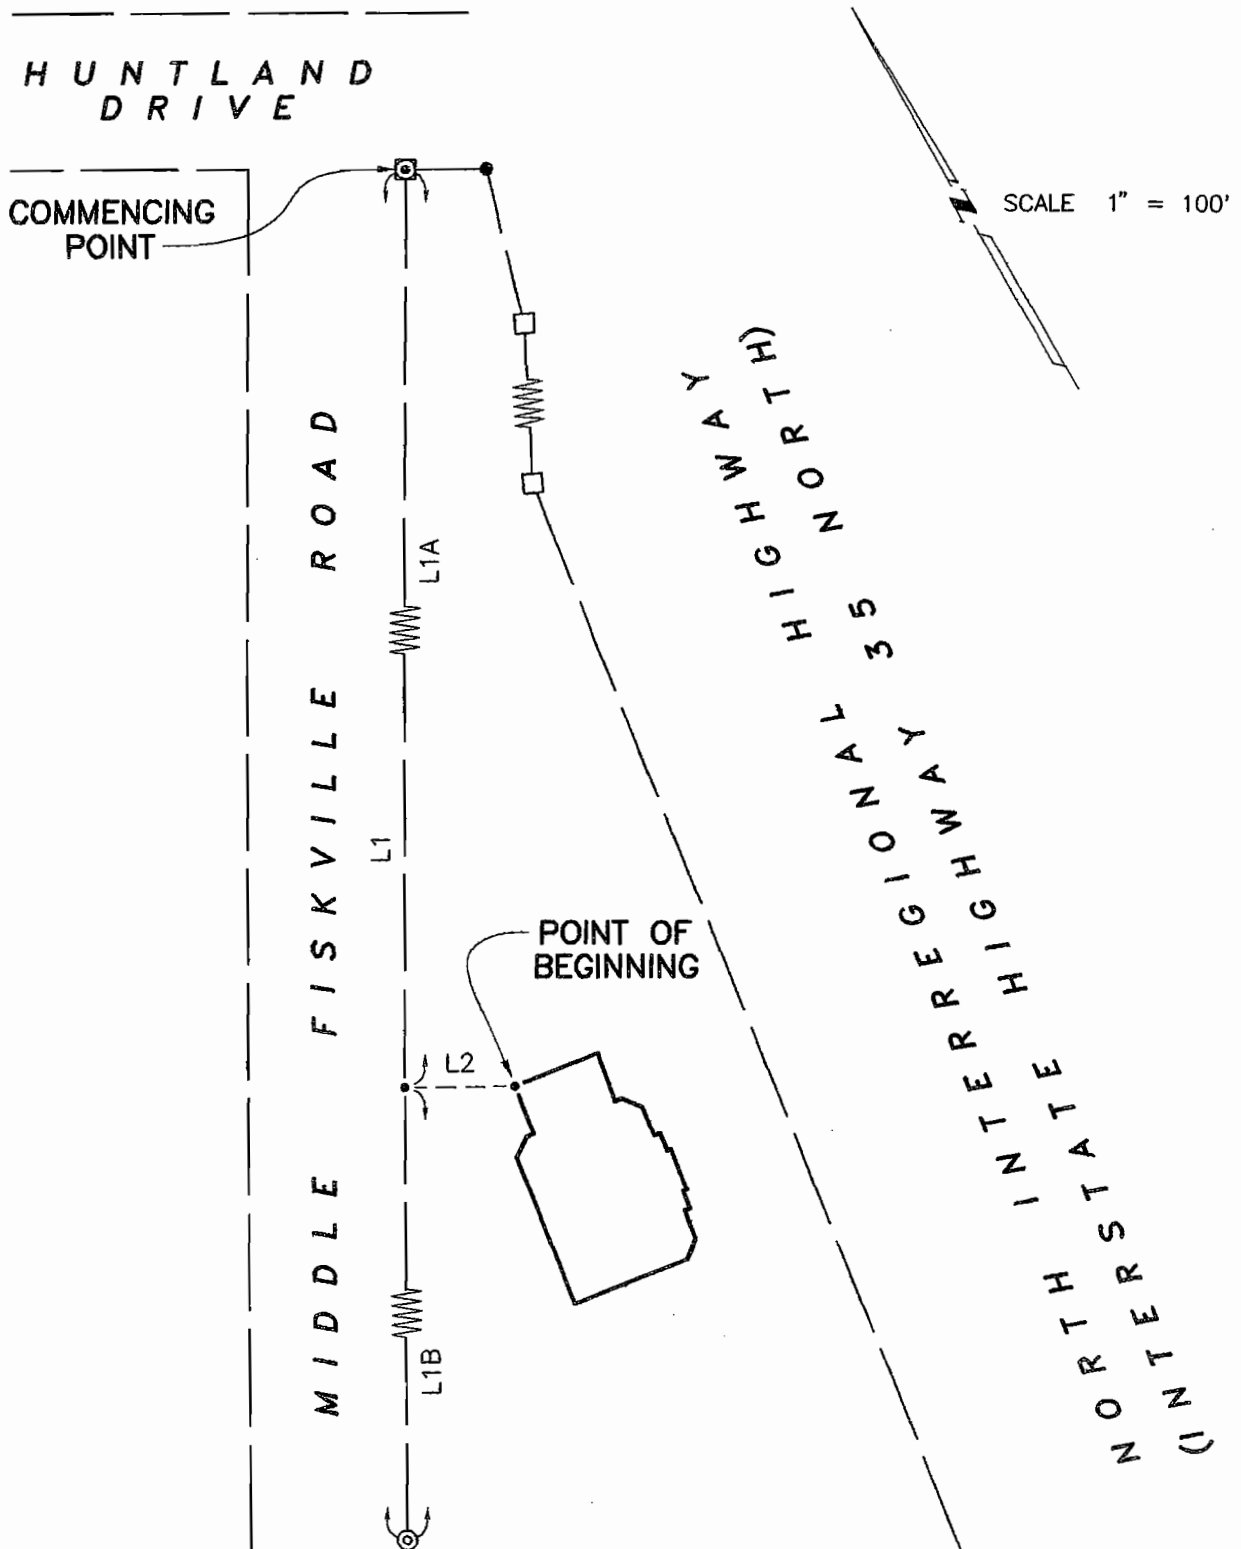 HUNTLAND
DRIVE
COMMENCING
POINT
SCALE 1" = 100'
N
MIDDLE FISKVILLE ROAD
L1A
L1
L1B
POINT OF
BEGINNING
L2
NORTH INTERREGIONAL HIGHWAY
(INTERSTATE HIGHWAY 35 NORTH)